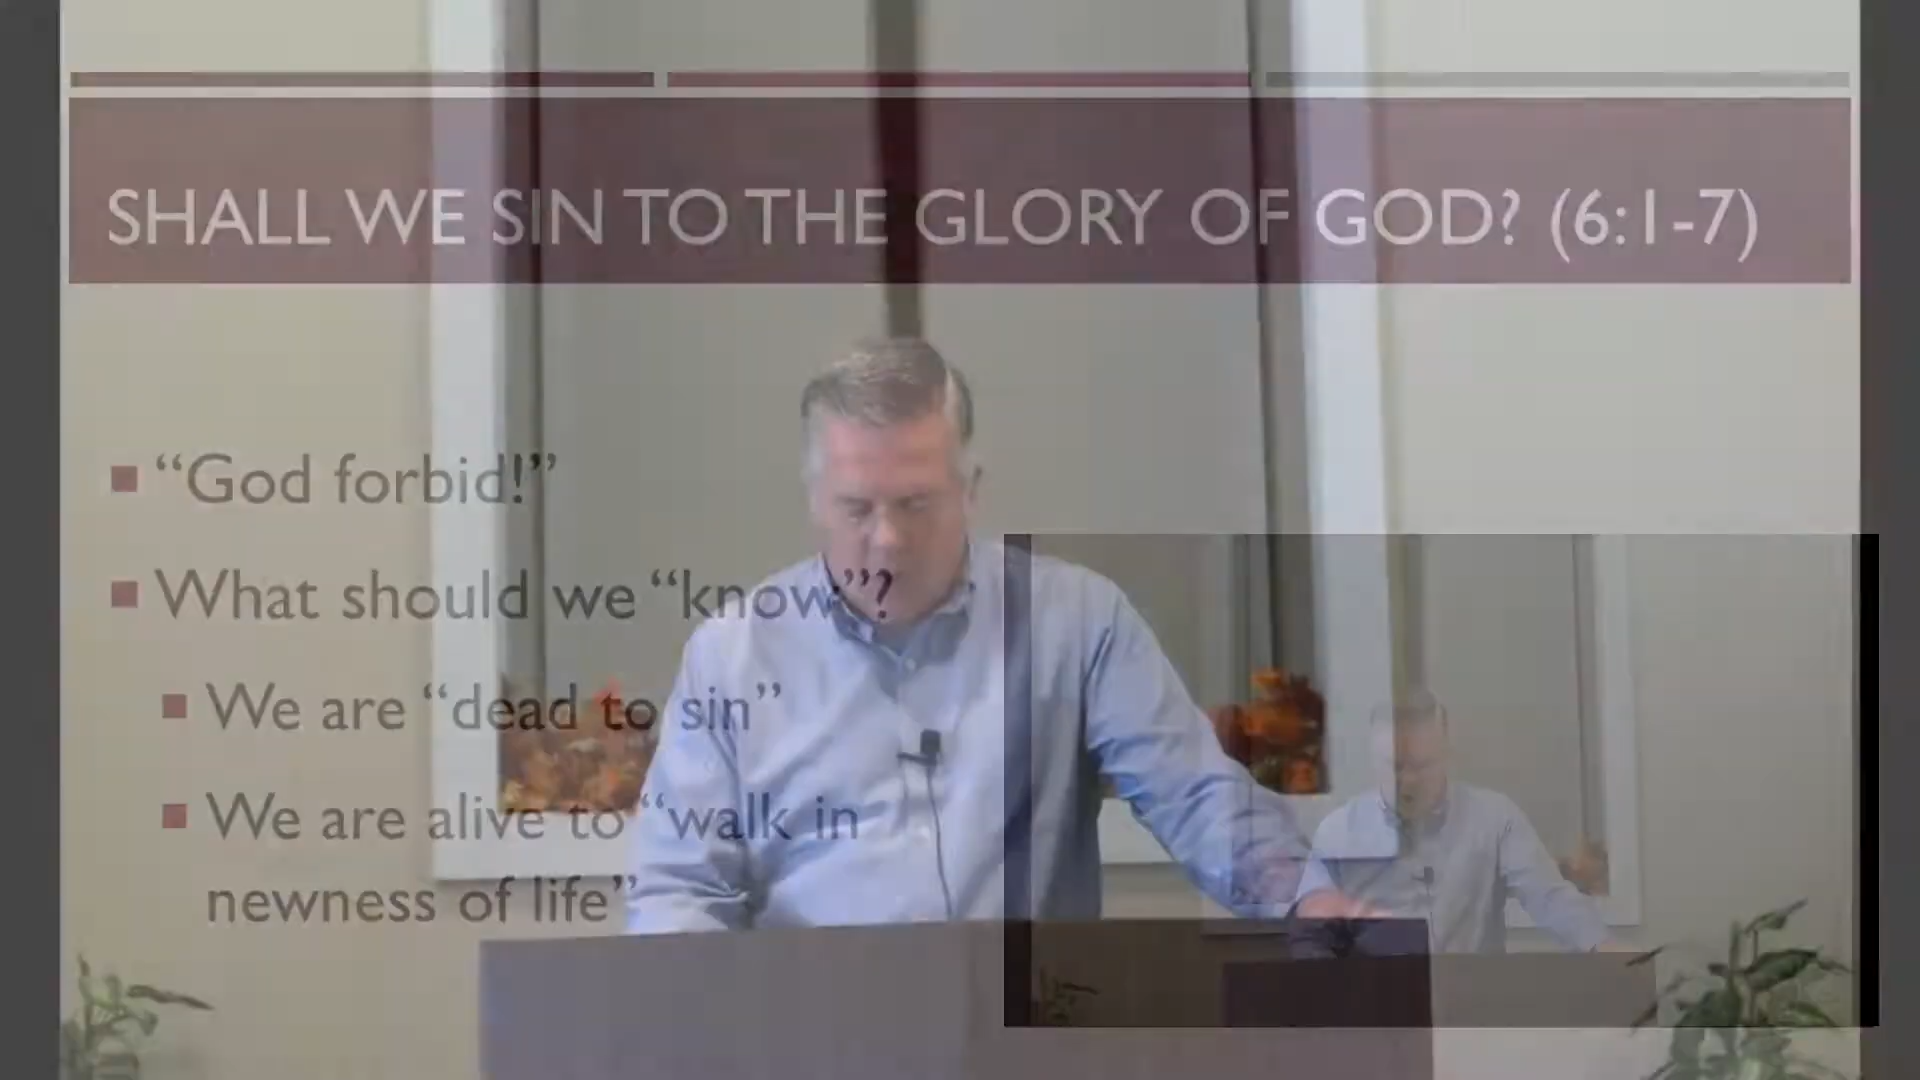 SHALL WE SIN TO THE GLORY OF GOD? (6:1-7)
“God forbid!”
What should we “know”?
We are “dead to sin”
We are alive to “walk in
newness of life”